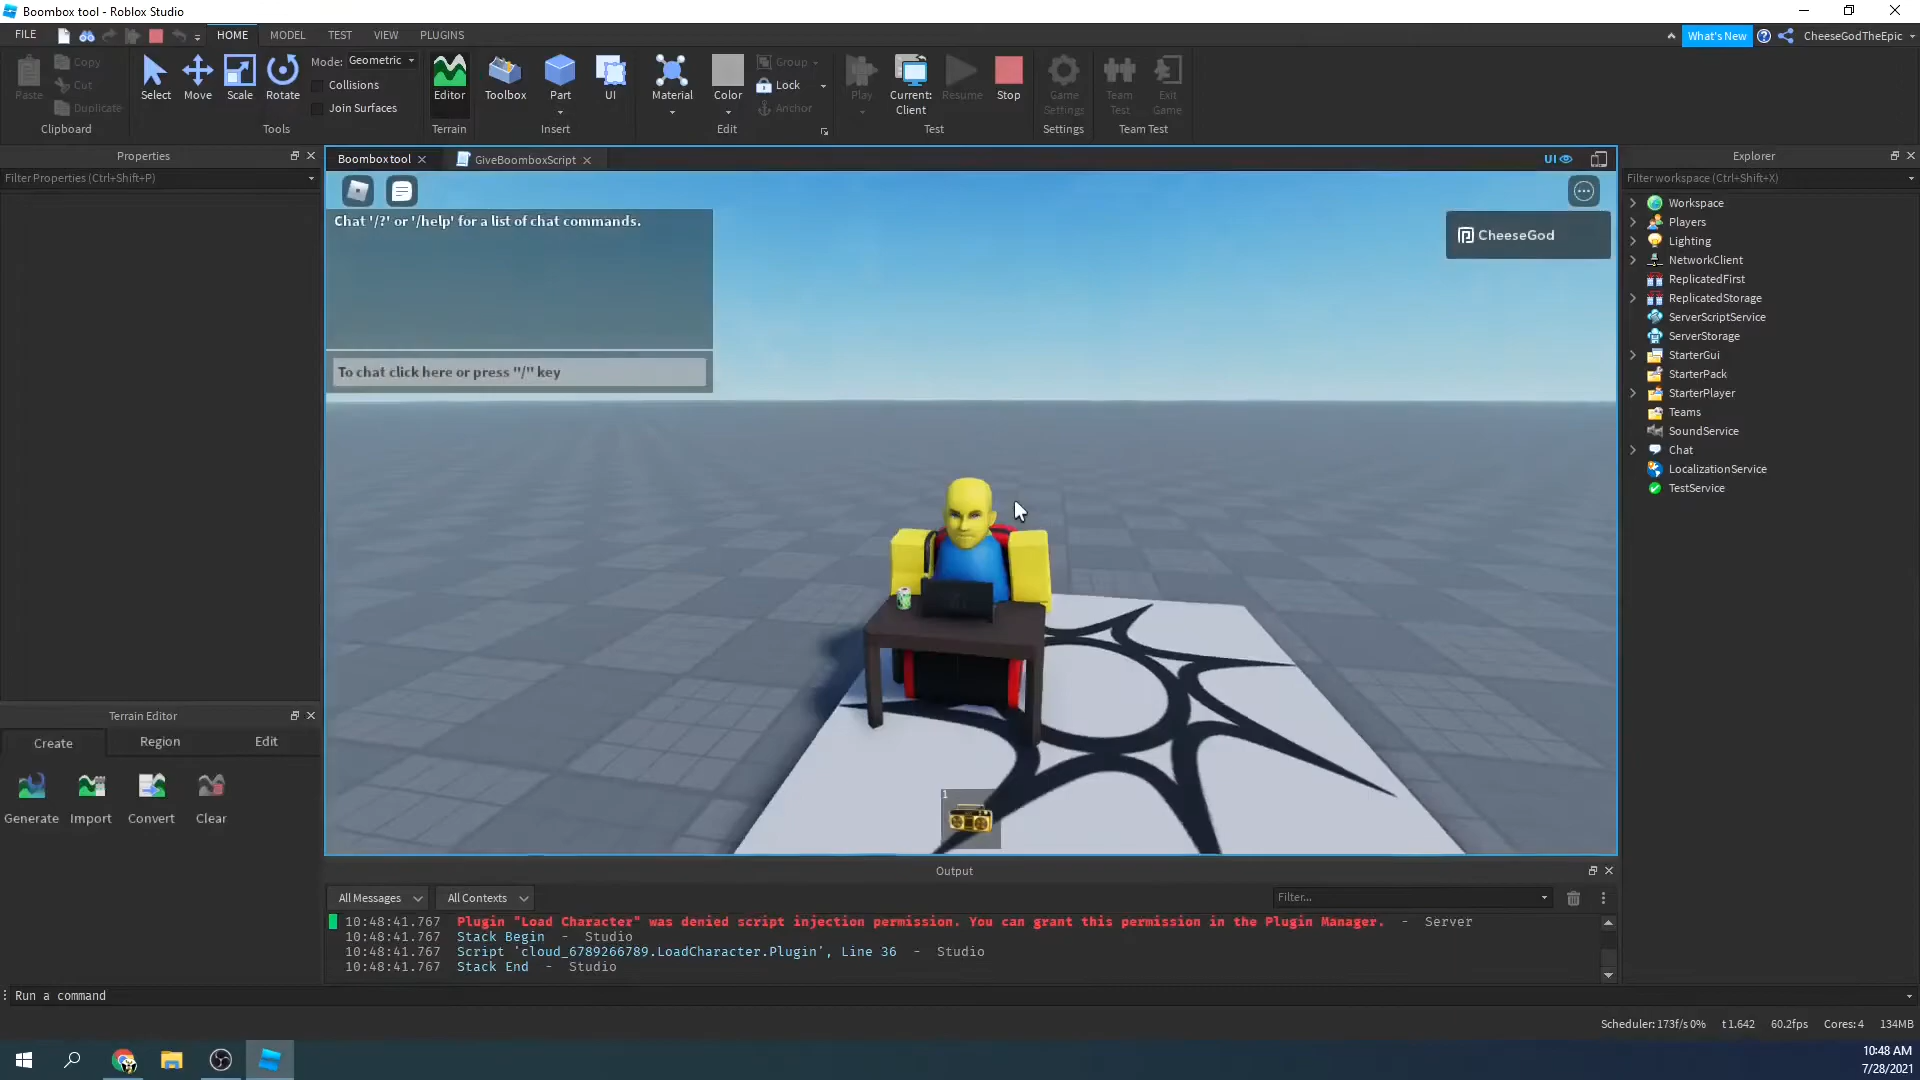 Boombox tool - Roblox Studio
FILE HOME MODEL TEST VIEW PLUGINS What's New CheeseGodTheEpic
Paste
Copy
Cut
Duplicate
Clipboard
Select
Move
Scale
Rotate
Mode: Geometric
Collisions
Join Surfaces
Tools
Editor
Terrain
Toolbox
Part
UI
Insert
Material
Color
Group
Lock
Anchor
Edit
Play
Current:
Client
Resume
Stop
Test
Game
Settings
Settings
Team
Test
Exit
Game
Team Test
Properties
Filter Properties (Ctrl+Shift+P)
Boombox tool
GiveBoomboxScript
UI
Chat '/?' or '/help' for a list of chat commands.
To chat click here or press "/" key
CheeseGod
1
Explorer
Filter workspace (Ctrl+Shift+X)
Workspace
Players
Lighting
NetworkClient
ReplicatedFirst
ReplicatedStorage
ServerScriptService
ServerStorage
StarterGui
StarterPack
StarterPlayer
Teams
SoundService
Chat
LocalizationService
TestService
Terrain Editor
Create Region Edit
Generate Import Convert Clear
Output
All Messages All Contexts Filter...
10:48:41.767 Plugin "Load Character" was denied script injection permission. You can grant this permission in the Plugin Manager. - Server
10:48:41.767 Stack Begin - Studio
10:48:41.767 Script 'cloud_6789266789.LoadCharacter.Plugin', Line 36 - Studio
10:48:41.767 Stack End - Studio
Run a command
Scheduler: 173f/s 0% t 1.642 60.2fps Cores: 4 134MB
10:48 AM
7/28/2021